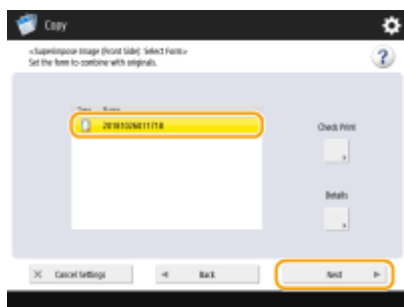 Copy
<Superimpose Image (Front Side): Select Form>
Set the form to combine with originals.
?
Type Name
20181026011718
Check Print
Details
× Cancel Settings
Back
Next